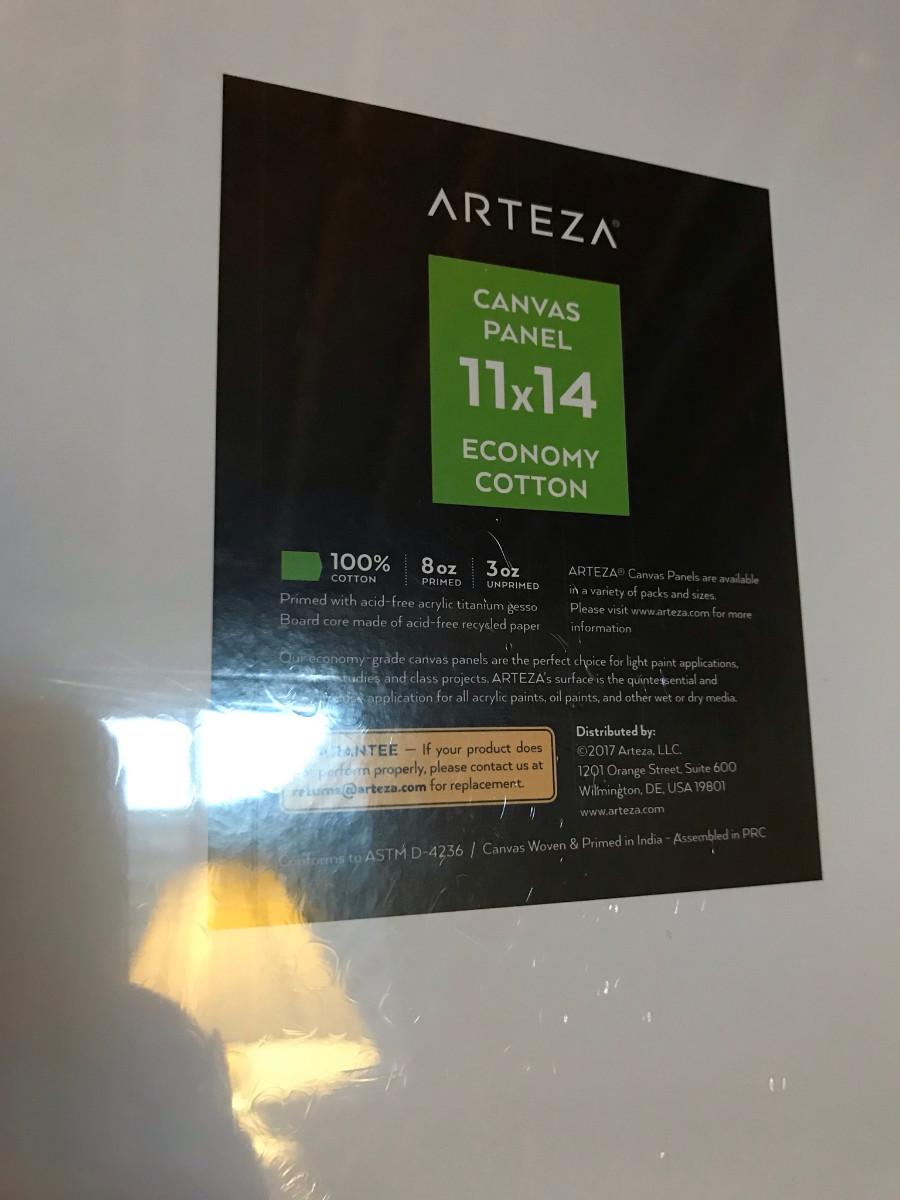 ARTEZA®
CANVAS
PANEL
11x14
ECONOMY
COTTON
100%
COTTON
8oz
PRIMED
3oz
UNPRIMED
Primed with acid-free acrylic titanium gesso
Board core made of acid-free recycled paper
ARTEZA® Canvas Panels are available
in a variety of packs and sizes.
Please visit www.arteza.com for more
information
Our economy-grade canvas panels are the perfect choice for light paint applications,
studies and class projects. ARTEZA's surface is the quintessential and
application for all acrylic paints, oil paints, and other wet or dry media.
GUARANTEE — If your product does
not perform properly, please contact us at
returns@arteza.com for replacement.
Distributed by:
©2017 Arteza, LLC.
1201 Orange Street, Suite 600
Wilmington, DE, USA 19801
www.arteza.com
Conforms to ASTM D-4236 / Canvas Woven & Primed in India - Assembled in PRC